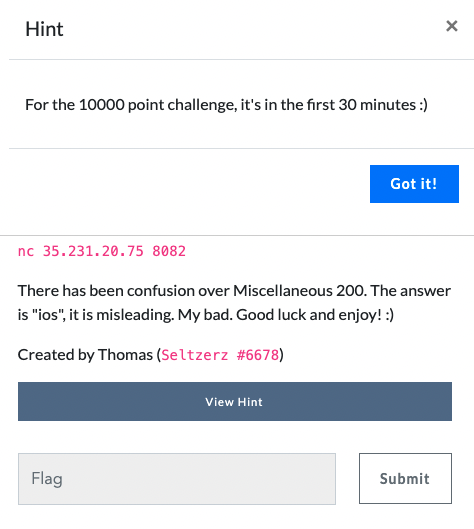 Hint
×
For the 10000 point challenge, it's in the first 30 minutes :)
Got it!
nc 35.231.20.75 8082
There has been confusion over Miscellaneous 200. The answer
is "ios", it is misleading. My bad. Good luck and enjoy! :)
Created by Thomas (Seltzerz #6678)
View Hint
Flag
Submit